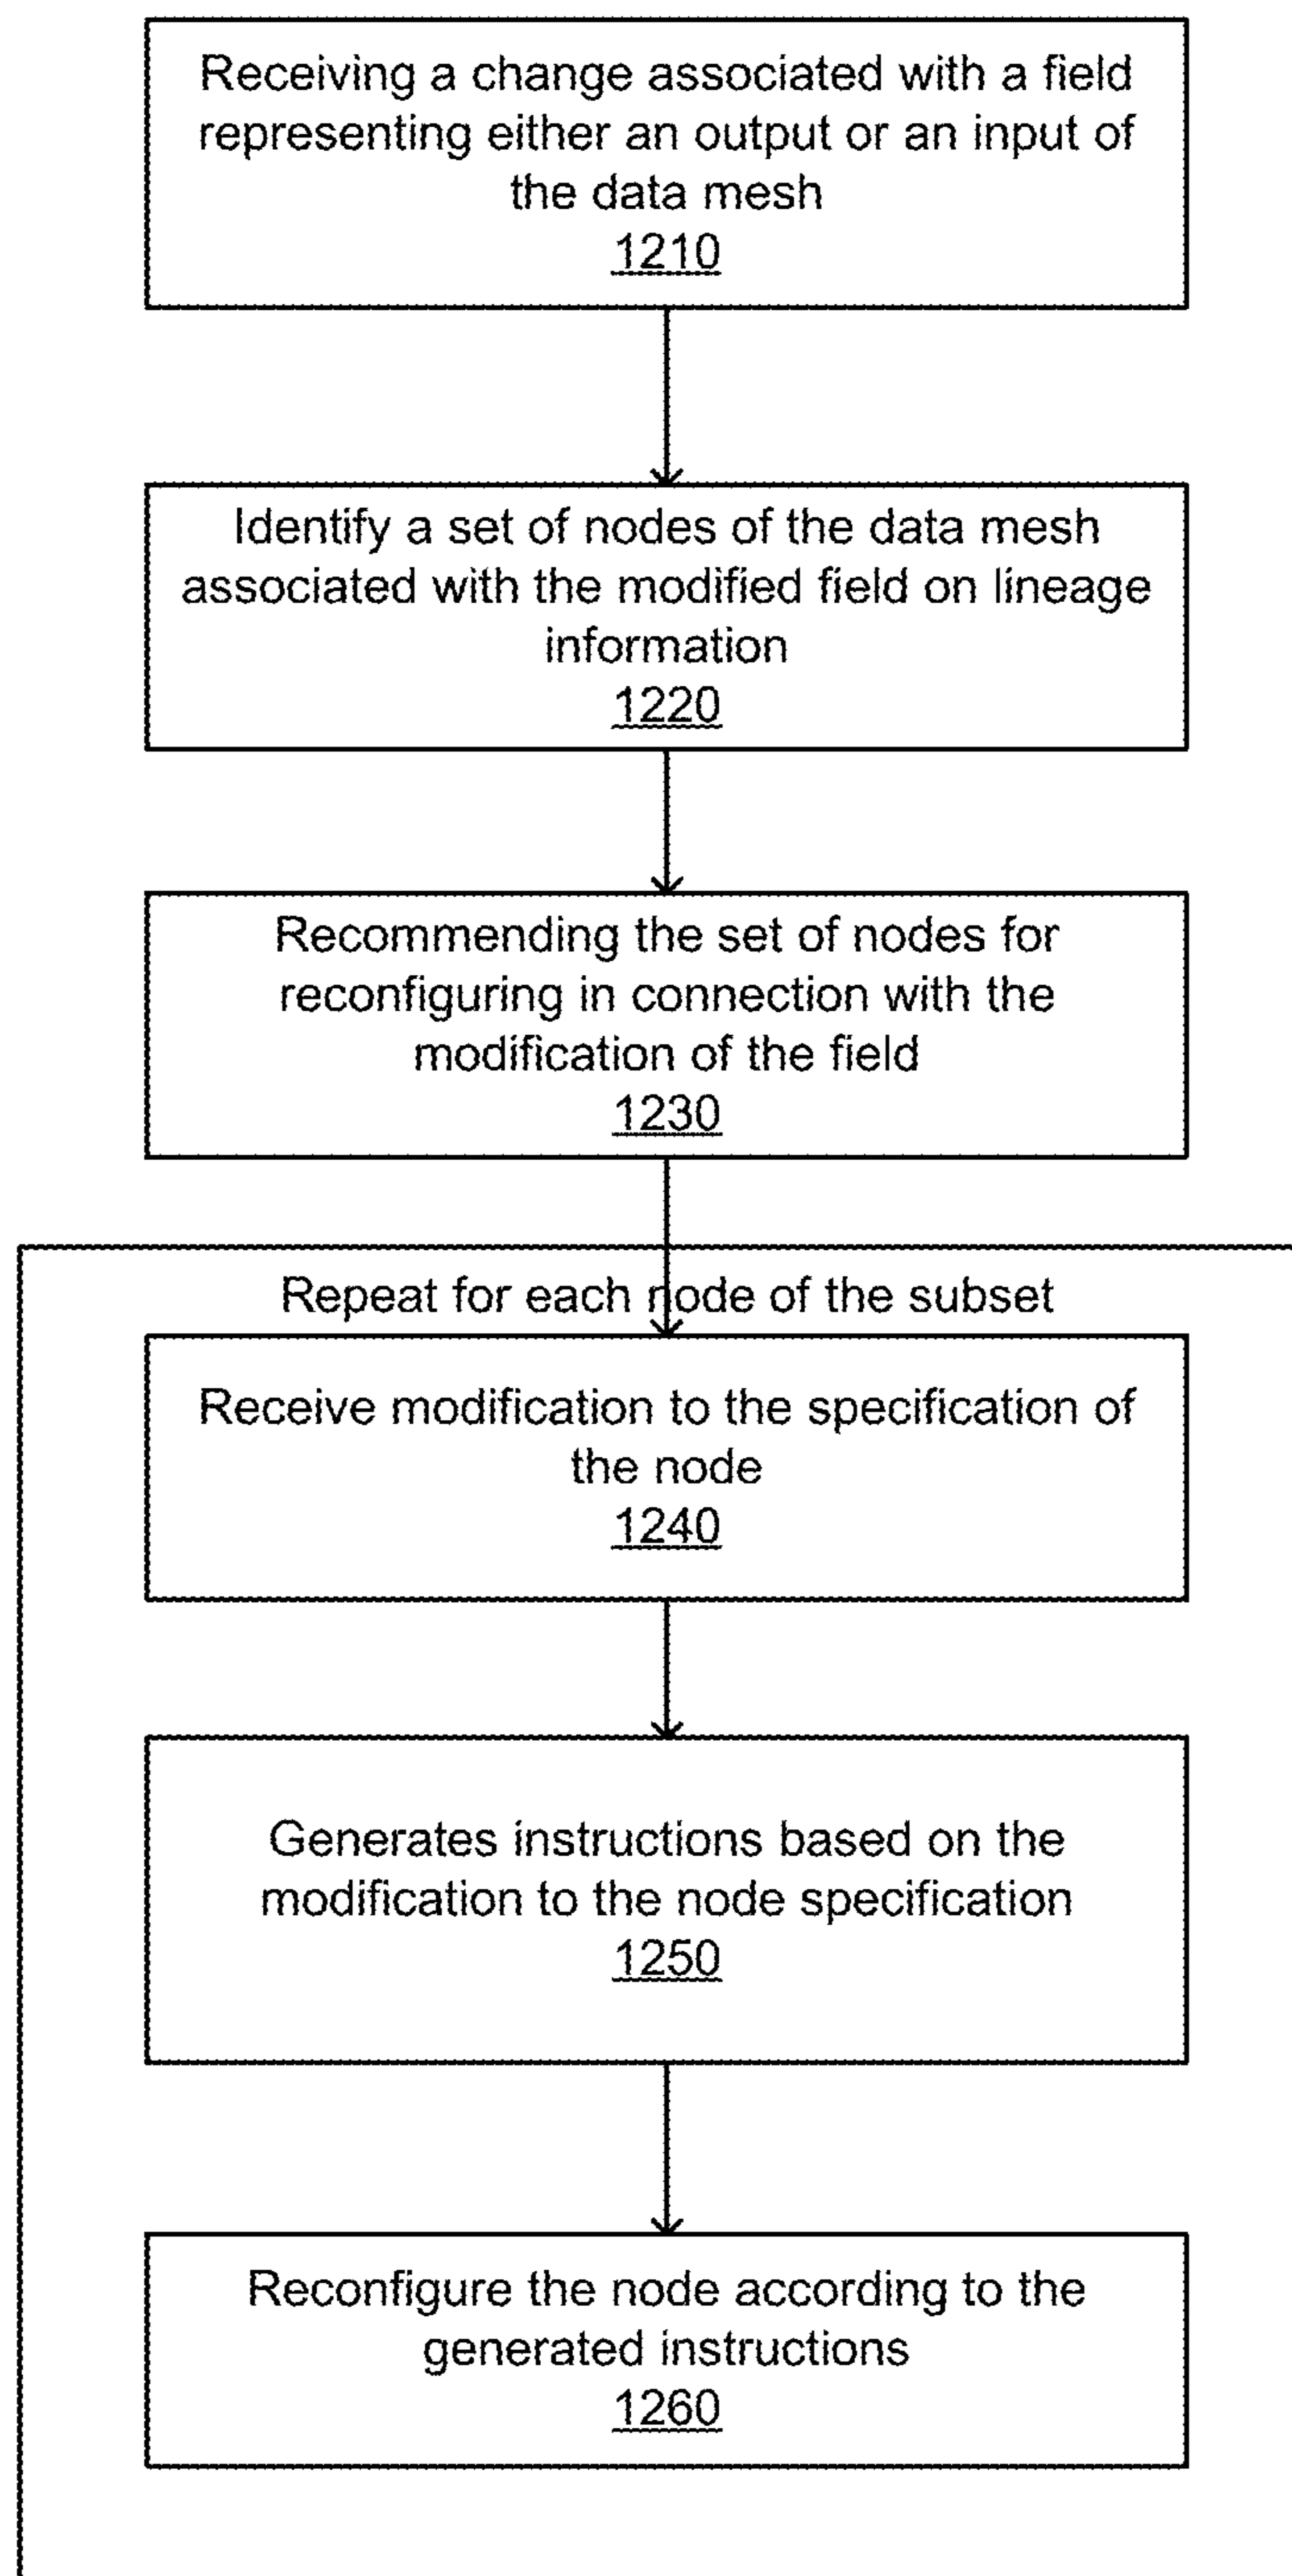 Receiving a change associated with a field
representing either an output or an input of
the data mesh
1210
Identify a set of nodes of the data mesh
associated with the modified field on lineage
information
1220
Recommending the set of nodes for
reconfiguring in connection with the
modification of the field
1230
Repeat for each node of the subset
Receive modification to the specification of
the node
1240
Generates instructions based on the
modification to the node specification
1250
Reconfigure the node according to the
generated instructions
1260